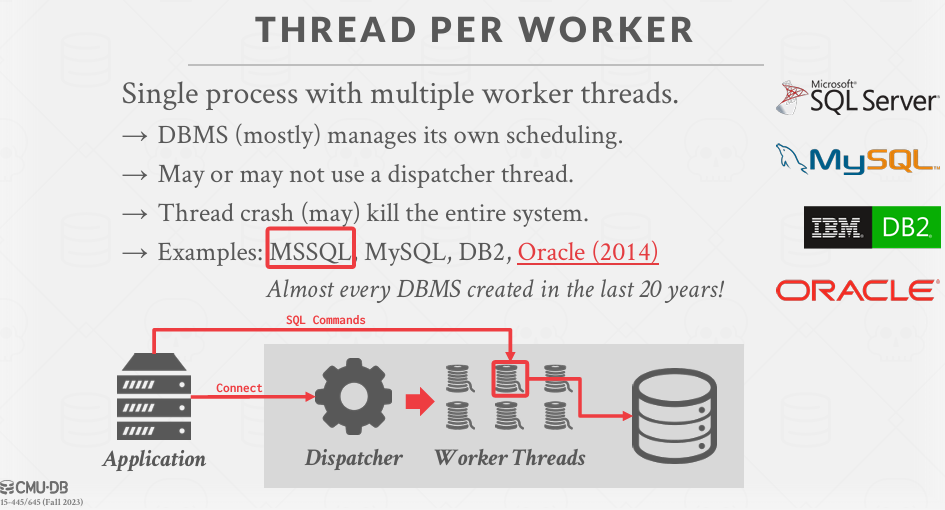 THREAD PER WORKER
Single process with multiple worker threads.
→ DBMS (mostly) manages its own scheduling.
→ May or may not use a dispatcher thread.
→ Thread crash (may) kill the entire system.
→ Examples: MSSQL, MySQL, DB2, Oracle (2014)
Almost every DBMS created in the last 20 years!
Microsoft®
SQL Server®
MySQL™
IBM® DB2.
ORACLE®
SQL Commands
Connect
Application
Dispatcher
Worker Threads
CMU·DB
15-445/645 (Fall 2023)